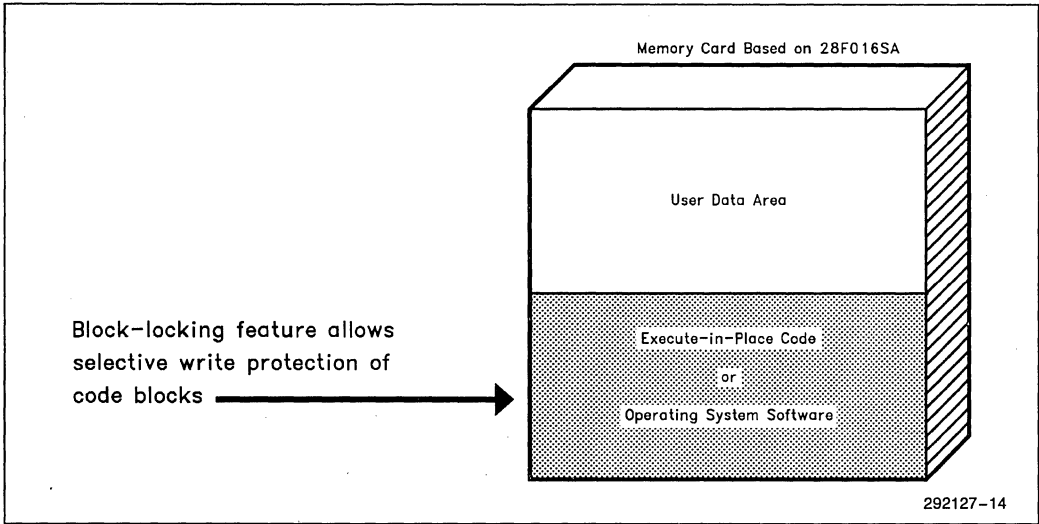 Memory Card Based on 28F016SA
User Data Area
Block-locking feature allows
selective write protection of
code blocks
Execute-in-Place Code
or
Operating System Software
292127-14